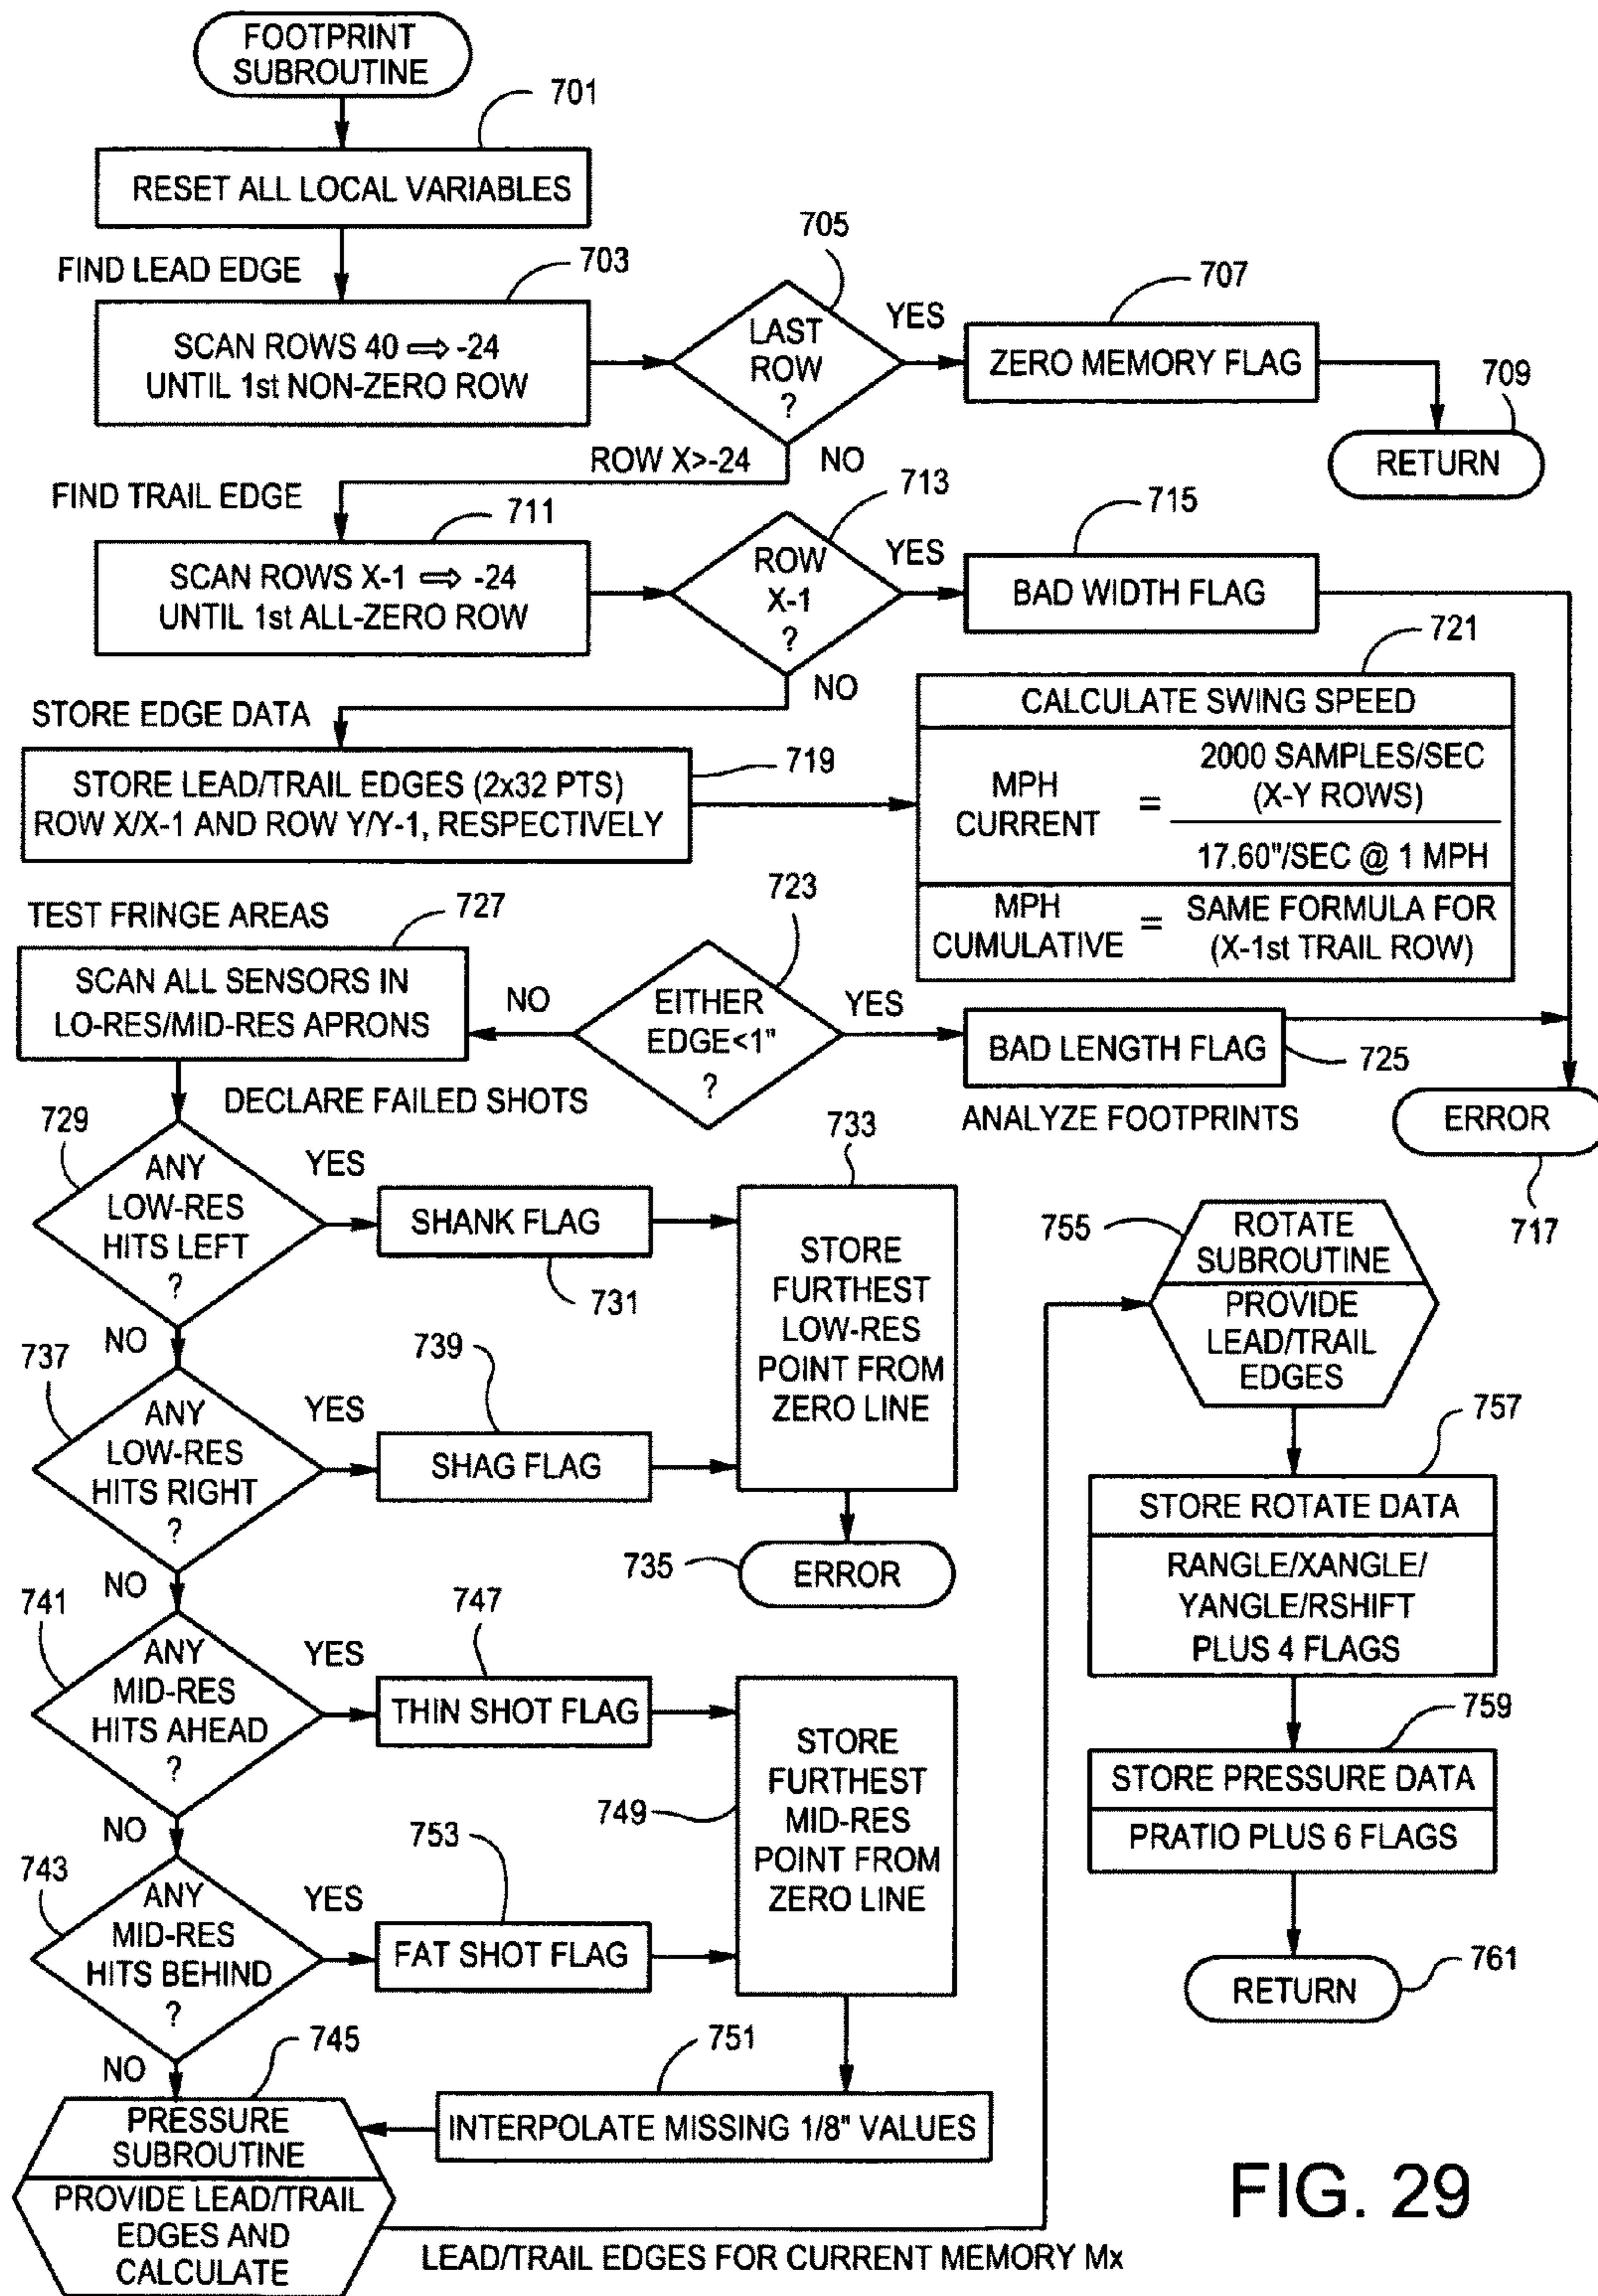 FOOTPRINT
SUBROUTINE
701
RESET ALL LOCAL VARIABLES
FIND LEAD EDGE
703
SCAN ROWS 40 ⇒ -24
UNTIL 1st NON-ZERO ROW
705
LAST
ROW
?
YES
707
ZERO MEMORY FLAG
709
RETURN
ROW X>-24
NO
FIND TRAIL EDGE
711
SCAN ROWS X-1 ⇒ -24
UNTIL 1st ALL-ZERO ROW
713
ROW
X-1
?
YES
715
BAD WIDTH FLAG
NO
STORE EDGE DATA
719
STORE LEAD/TRAIL EDGES (2x32 PTS)
ROW X/X-1 AND ROW Y/Y-1, RESPECTIVELY
721
CALCULATE SWING SPEED
MPH
CURRENT
=
2000 SAMPLES/SEC
(X-Y ROWS)
17.60"/SEC @ 1 MPH
MPH
CUMULATIVE
=
SAME FORMULA FOR
(X-1st TRAIL ROW)
TEST FRINGE AREAS
727
SCAN ALL SENSORS IN
LO-RES/MID-RES APRONS
NO
723
EITHER
EDGE<1"
?
YES
BAD LENGTH FLAG
725
ANALYZE FOOTPRINTS
ERROR
717
DECLARE FAILED SHOTS
729
ANY
LOW-RES
HITS LEFT
?
YES
SHANK FLAG
731
733
STORE
FURTHEST
LOW-RES
POINT FROM
ZERO LINE
NO
737
ANY
LOW-RES
HITS RIGHT
?
YES
739
SHAG FLAG
735
ERROR
NO
741
ANY
MID-RES
HITS AHEAD
?
YES
747
THIN SHOT FLAG
749
STORE
FURTHEST
MID-RES
POINT FROM
ZERO LINE
NO
743
ANY
MID-RES
HITS BEHIND
?
YES
753
FAT SHOT FLAG
NO
745
PRESSURE
SUBROUTINE
PROVIDE LEAD/TRAIL
EDGES AND
CALCULATE
751
INTERPOLATE MISSING 1/8" VALUES
LEAD/TRAIL EDGES FOR CURRENT MEMORY Mx
755
ROTATE
SUBROUTINE
PROVIDE
LEAD/TRAIL
EDGES
757
STORE ROTATE DATA
RANGLE/XANGLE/
YANGLE/RSHIFT
PLUS 4 FLAGS
759
STORE PRESSURE DATA
PRATIO PLUS 6 FLAGS
RETURN
761
FIG. 29